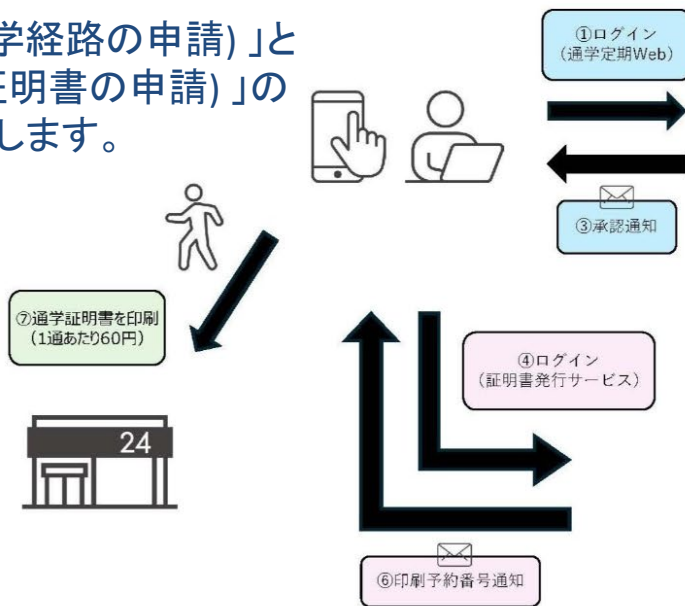 学経路の申請)」と
証明書の申請)」の
します。
①ログイン
(通学定期Web)
③承認通知
⑦通学証明書を印刷
(1通あたり60円)
④ログイン
(証明書発行サービス)
24
⑥印刷予約番号通知